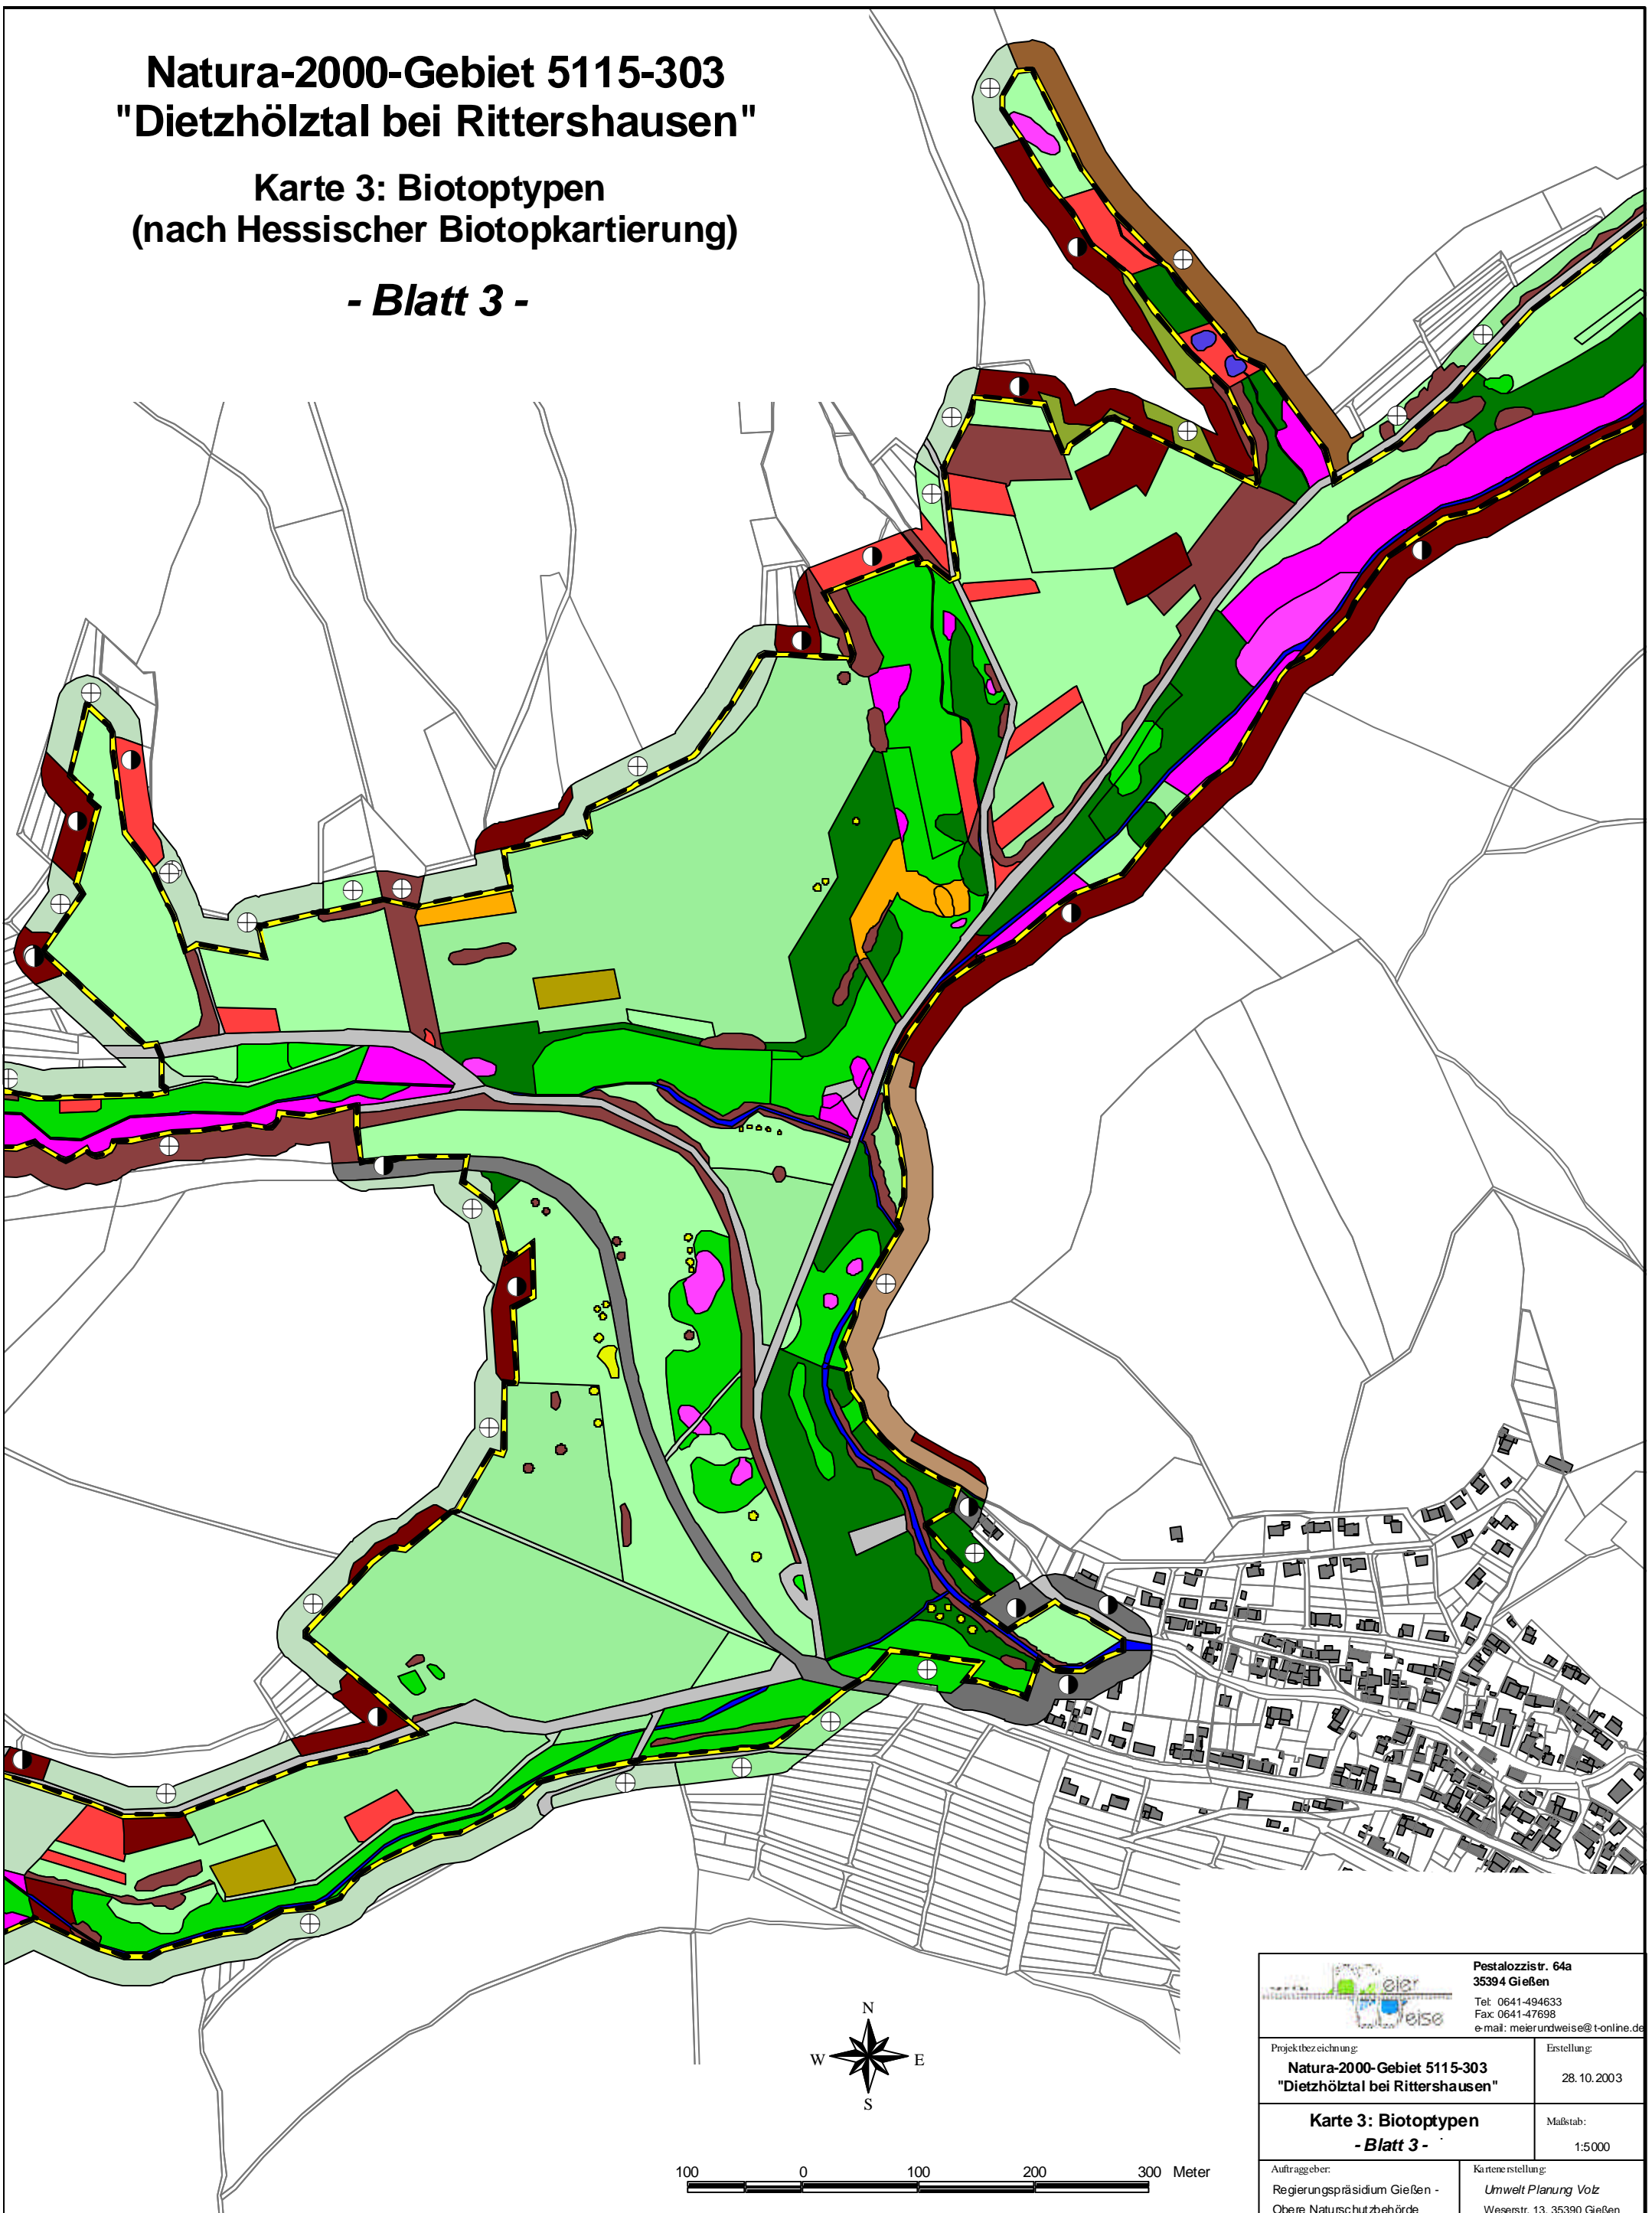 Natura-2000-Gebiet 5115-303
"Dietzhölztal bei Rittershausen"
Karte 3: Biotoptypen
(nach Hessischer Biotopkartierung)
- Blatt 3 -
N
W E
S
100 0 100 200 300 Meter
eier
eise
Pestalozzistr. 64a
35394 Gießen
Tel: 0641-494633
Fax: 0641-47698
e-mail: meierundweise@t-online.de
Projektbezeichnung:
Natura-2000-Gebiet 5115-303
"Dietzhölztal bei Rittershausen"
Erstellung:
28.10.2003
Karte 3: Biotoptypen
- Blatt 3 -
Maßstab:
1:5000
Auftraggeber:
Regierungspräsidium Gießen -
Obere Naturschutzbehörde
Kartenerstellung:
Umwelt Planung Volz
Weserstr. 13, 35390 Gießen